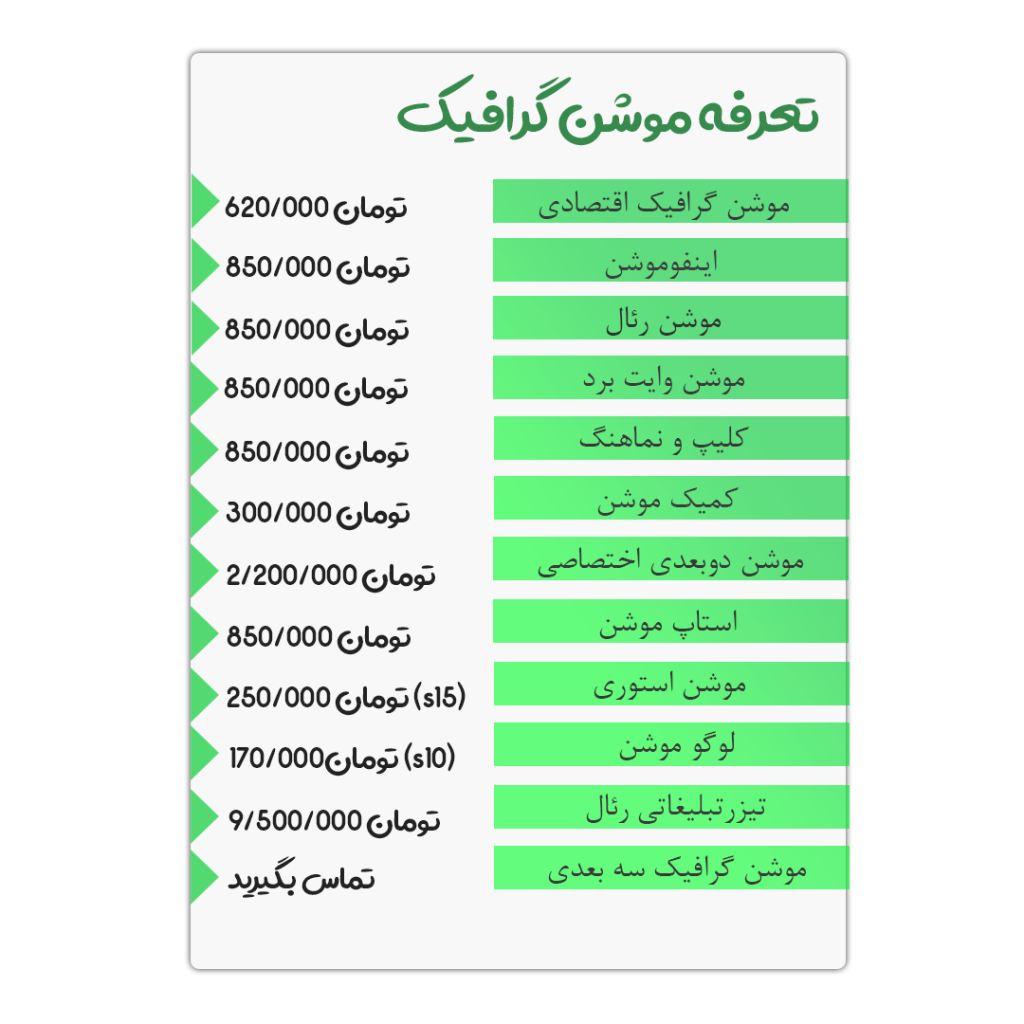 تعرفه موشن گرافیک
موشن گرافیک اقتصادی 620/000 تومان
اینفوموشن 850/000 تومان
موشن رئال 850/000 تومان
موشن وایت برد 850/000 تومان
کلیپ و نماهنگ 850/000 تومان
کمیک موشن 300/000 تومان
موشن دوبعدی اختصاصی 2/200/000 تومان
استاپ موشن 850/000 تومان
موشن استوری 250/000 تومان (s15)
لوگو موشن 170/000تومان (s10)
تیزرتبلیغاتی رئال 9/500/000 تومان
موشن گرافیک سه بعدی تماس بگیرید